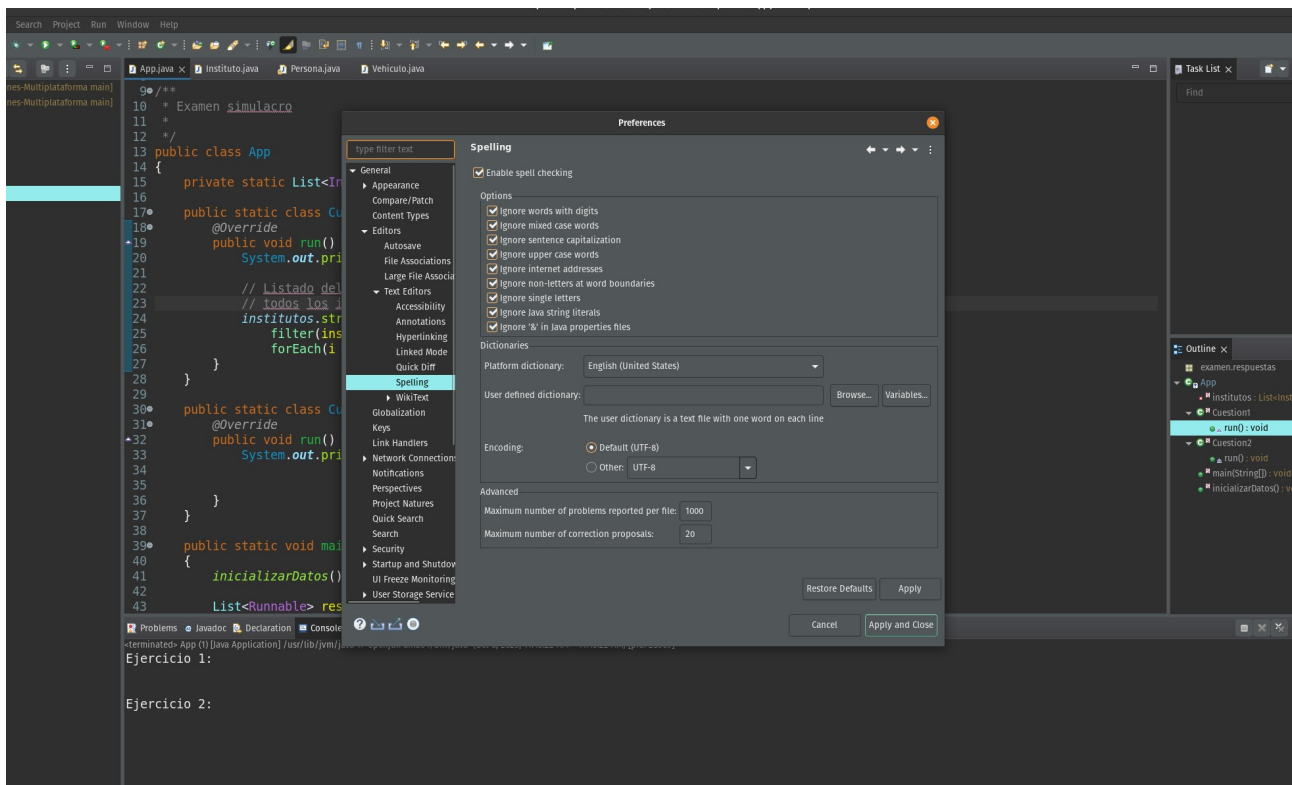 Search Project Run Window Help
App.java Instituto.java Persona.java Vehiculo.java
Task List
Find
nes-Multiplataforma main]
nes-Multiplataforma main]
9 /**
10 * Examen simulacro
11 *
12 */
13 public class App
14 {
15 private static List<In
16
17 public static class Cu
18 @Override
19 public void run()
20 System.out.pri
21
22 // Listado del
23 // todos los i
24 institutos.str
25 filter(ins
26 forEach(i
27 }
28 }
29
30 public static class Cu
31 @Override
32 public void run()
33 System.out.pri
34
35
36 }
37 }
38
39 public static void mai
40 {
41 inicializarDatos()
42
43 List<Runnable> res
Preferences
type filter text
General
Appearance
Compare/Patch
Content Types
Editors
Autosave
File Associations
Large File Associa
Text Editors
Accessibility
Annotations
Hyperlinking
Linked Mode
Quick Diff
Spelling
WikiText
Globalization
Keys
Link Handlers
Network Connection
Notifications
Perspectives
Project Natures
Quick Search
Search
Security
Startup and Shutdow
UI Freeze Monitoring
User Storage Service
Spelling
Enable spell checking
Options
Ignore words with digits
Ignore mixed case words
Ignore sentence capitalization
Ignore upper case words
Ignore internet addresses
Ignore non-letters at word boundaries
Ignore single letters
Ignore Java string literals
Ignore '&' in Java properties files
Dictionaries
Platform dictionary: English (United States)
User defined dictionary: Browse... Variables...
The user dictionary is a text file with one word on each line
Encoding: Default (UTF-8)
Other: UTF-8
Advanced
Maximum number of problems reported per file: 1000
Maximum number of correction proposals: 20
Restore Defaults Apply
Cancel Apply and Close
Outline
examen.respuestas
App
institutos : List<Inst
Cuestion1
run() : void
Cuestion2
run() : void
main(String[]) : void
inicializarDatos() : v
Problems Javadoc Declaration Console
<terminated> App (1) [Java Application] /usr/lib/jvm/j
Ejercicio 1:
Ejercicio 2: